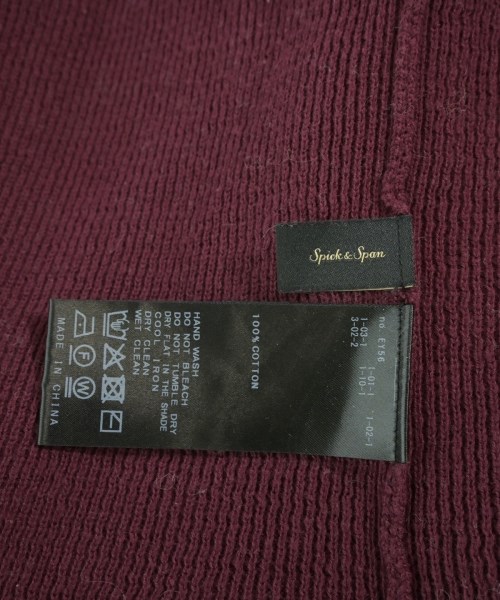 Spick & Span
no. EY56
1-03-1 1-01-1 1-02-1
3-02-2 1-10-1
100% COTTON
HAND WASH
DO NOT BLEACH
DO NOT TUMBLE DRY
DRY FLAT IN THE SHADE
COOL IRON
DRY CLEAN
WET CLEAN
MADE IN CHINA